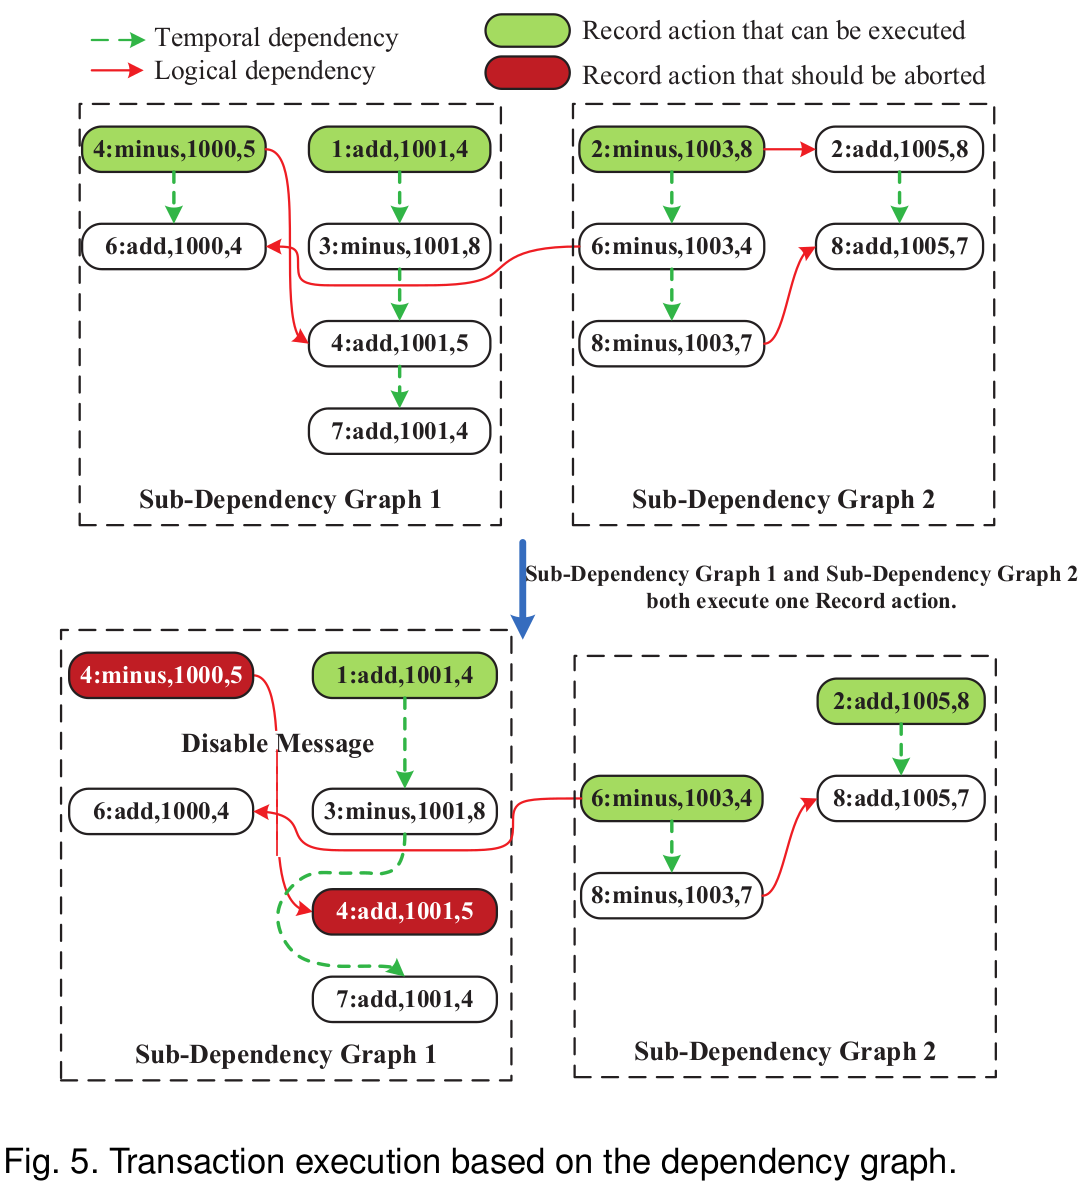 Temporal dependency
Logical dependency
Record action that can be executed
Record action that should be aborted
4:minus,1000,5
1:add,1001,4
6:add,1000,4
3:minus,1001,8
4:add,1001,5
7:add,1001,4
Sub-Dependency Graph 1
2:minus,1003,8
2:add,1005,8
6:minus,1003,4
8:add,1005,7
8:minus,1003,7
Sub-Dependency Graph 2
Sub-Dependency Graph 1 and Sub-Dependency Graph 2
both execute one Record action.
4:minus,1000,5
1:add,1001,4
Disable Message
6:add,1000,4
3:minus,1001,8
4:add,1001,5
7:add,1001,4
Sub-Dependency Graph 1
2:add,1005,8
6:minus,1003,4
8:add,1005,7
8:minus,1003,7
Sub-Dependency Graph 2
Fig. 5. Transaction execution based on the dependency graph.